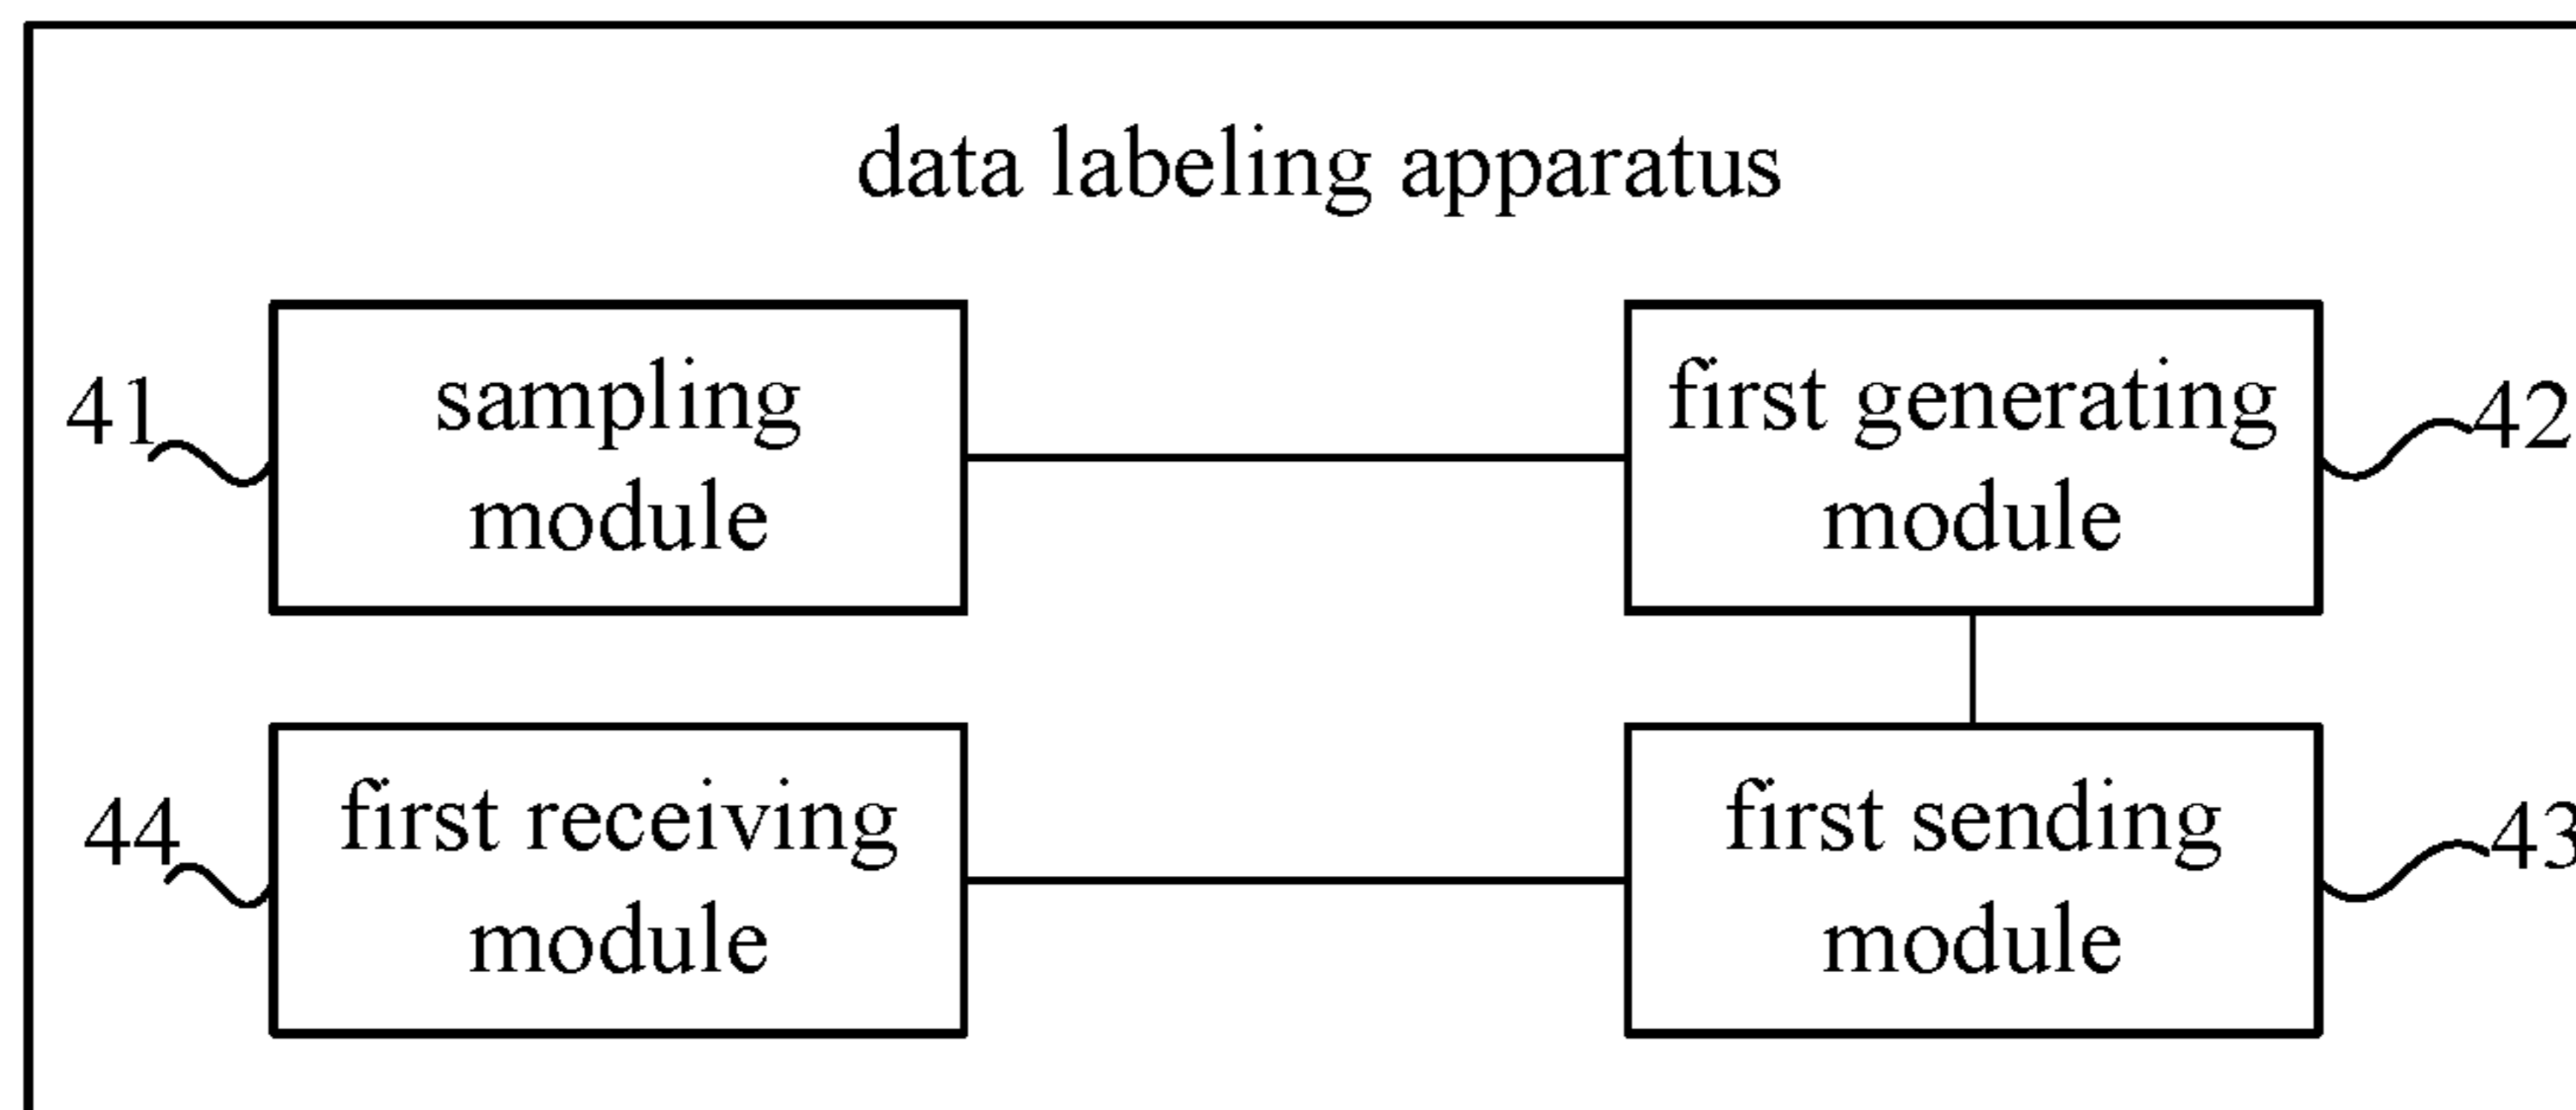 data labeling apparatus
41
sampling
module
first generating
module
42
44
first receiving
module
first sending
module
43